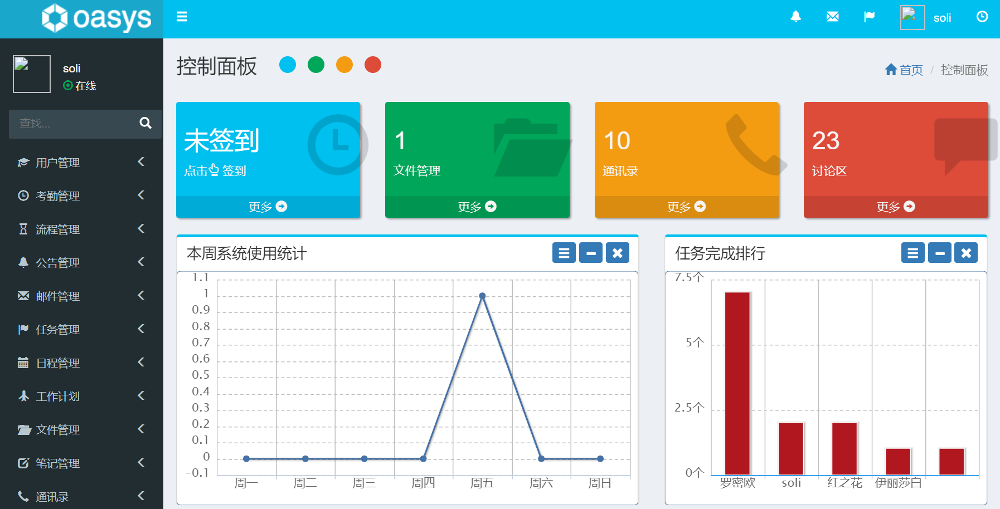 oasys
soli
soli
在线
查找...
用户管理
考勤管理
流程管理
公告管理
邮件管理
任务管理
日程管理
工作计划
文件管理
笔记管理
通讯录
控制面板
首页 / 控制面板
未签到
点击 签到
更多
1
文件管理
更多
10
通讯录
更多
23
讨论区
更多
本周系统使用统计
1.1
1
0.9
0.8
0.7
0.6
0.5
0.4
0.3
0.2
0.1
0
-0.1
周一 周二 周三 周四 周五 周六 周日
任务完成排行
7.5个
5个
2.5个
0个
罗密欧 soli 红之花 伊丽莎白